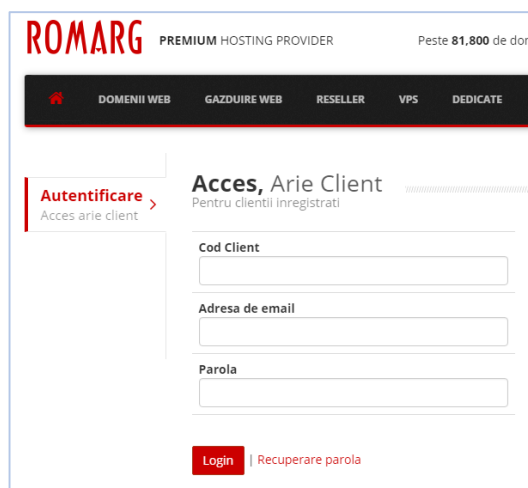 ROMARG PREMIUM HOSTING PROVIDER Peste 81,800 de
DOMENII WEB GAZDUIRE WEB RESELLER VPS DEDICATE
Autentificare
Acces arie client
Acces, Arie Client
Pentru clientii inregistrati
Cod Client
Adresa de email
Parola
Login | Recuperare parola